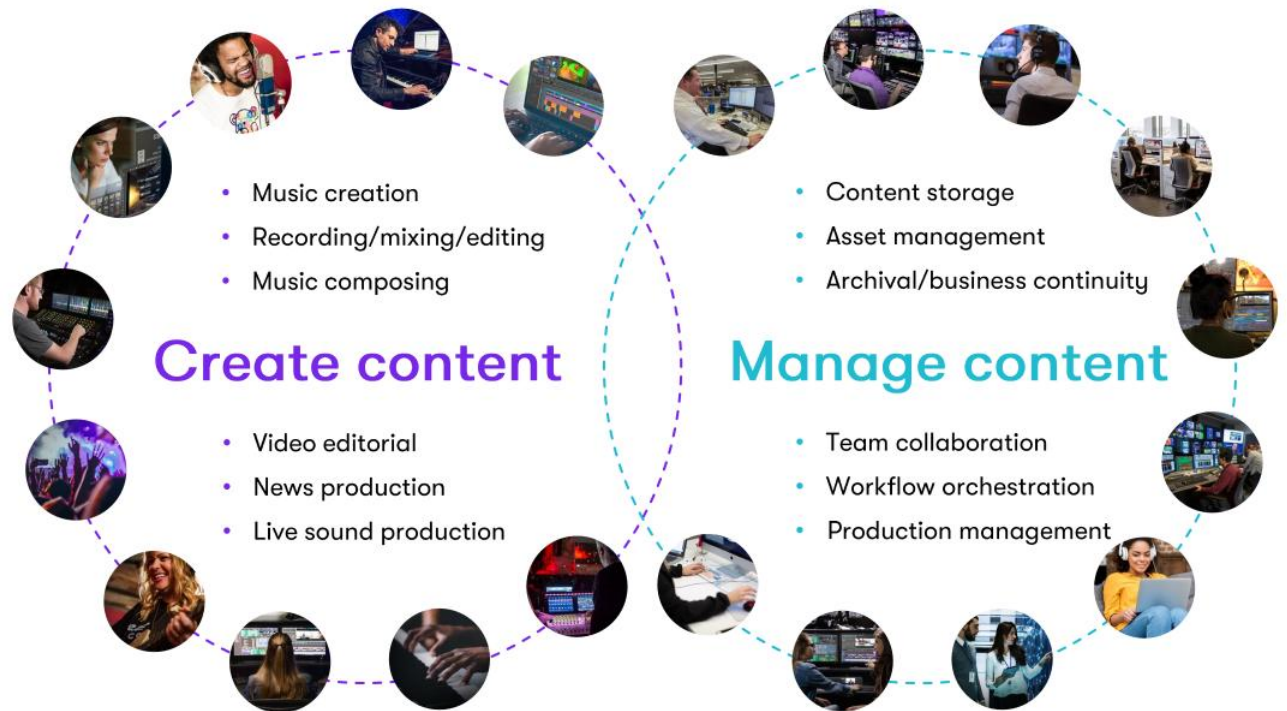 Music creation
Recording/mixing/editing
Music composing
Create content
Video editorial
News production
Live sound production
Content storage
Asset management
Archival/business continuity
Manage content
Team collaboration
Workflow orchestration
Production management